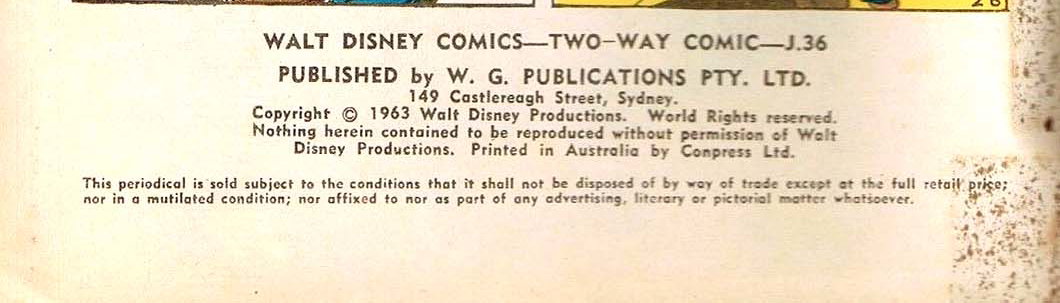 26
WALT DISNEY COMICS—TWO-WAY COMIC—J.36
PUBLISHED by W. G. PUBLICATIONS PTY. LTD.
149 Castlereagh Street, Sydney.
Copyright © 1963 Walt Disney Productions. World Rights reserved.
Nothing herein contained to be reproduced without permission of Walt
Disney Productions. Printed in Australia by Conpress Ltd.
This periodical is sold subject to the conditions that it shall not be disposed of by way of trade except at the full retail price;
nor in a mutilated condition; nor affixed to nor as part of any advertising, literary or pictorial matter whatsoever.